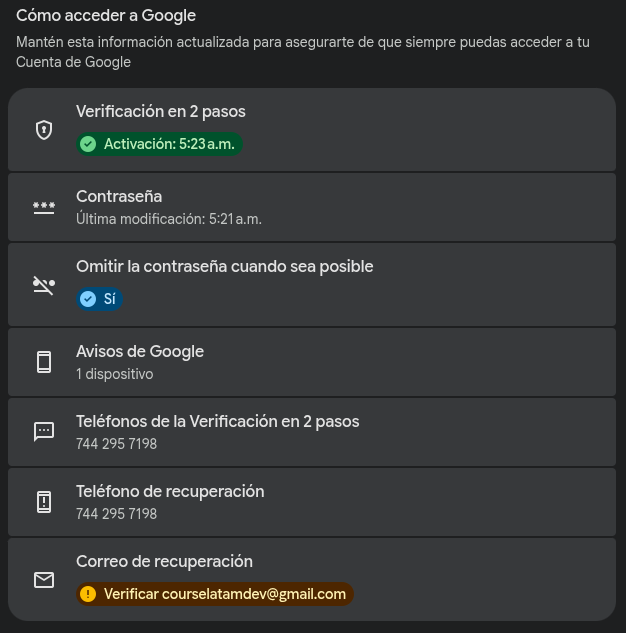 Cómo acceder a Google
Mantén esta información actualizada para asegurarte de que siempre puedas acceder a tu
Cuenta de Google
Verificación en 2 pasos
Activación: 5:23 a.m.
Contraseña
Última modificación: 5:21 a.m.
Omitir la contraseña cuando sea posible
Sí
Avisos de Google
1 dispositivo
Teléfonos de la Verificación en 2 pasos
744 295 7198
Teléfono de recuperación
744 295 7198
Correo de recuperación
Verificar courselatamdev@gmail.com